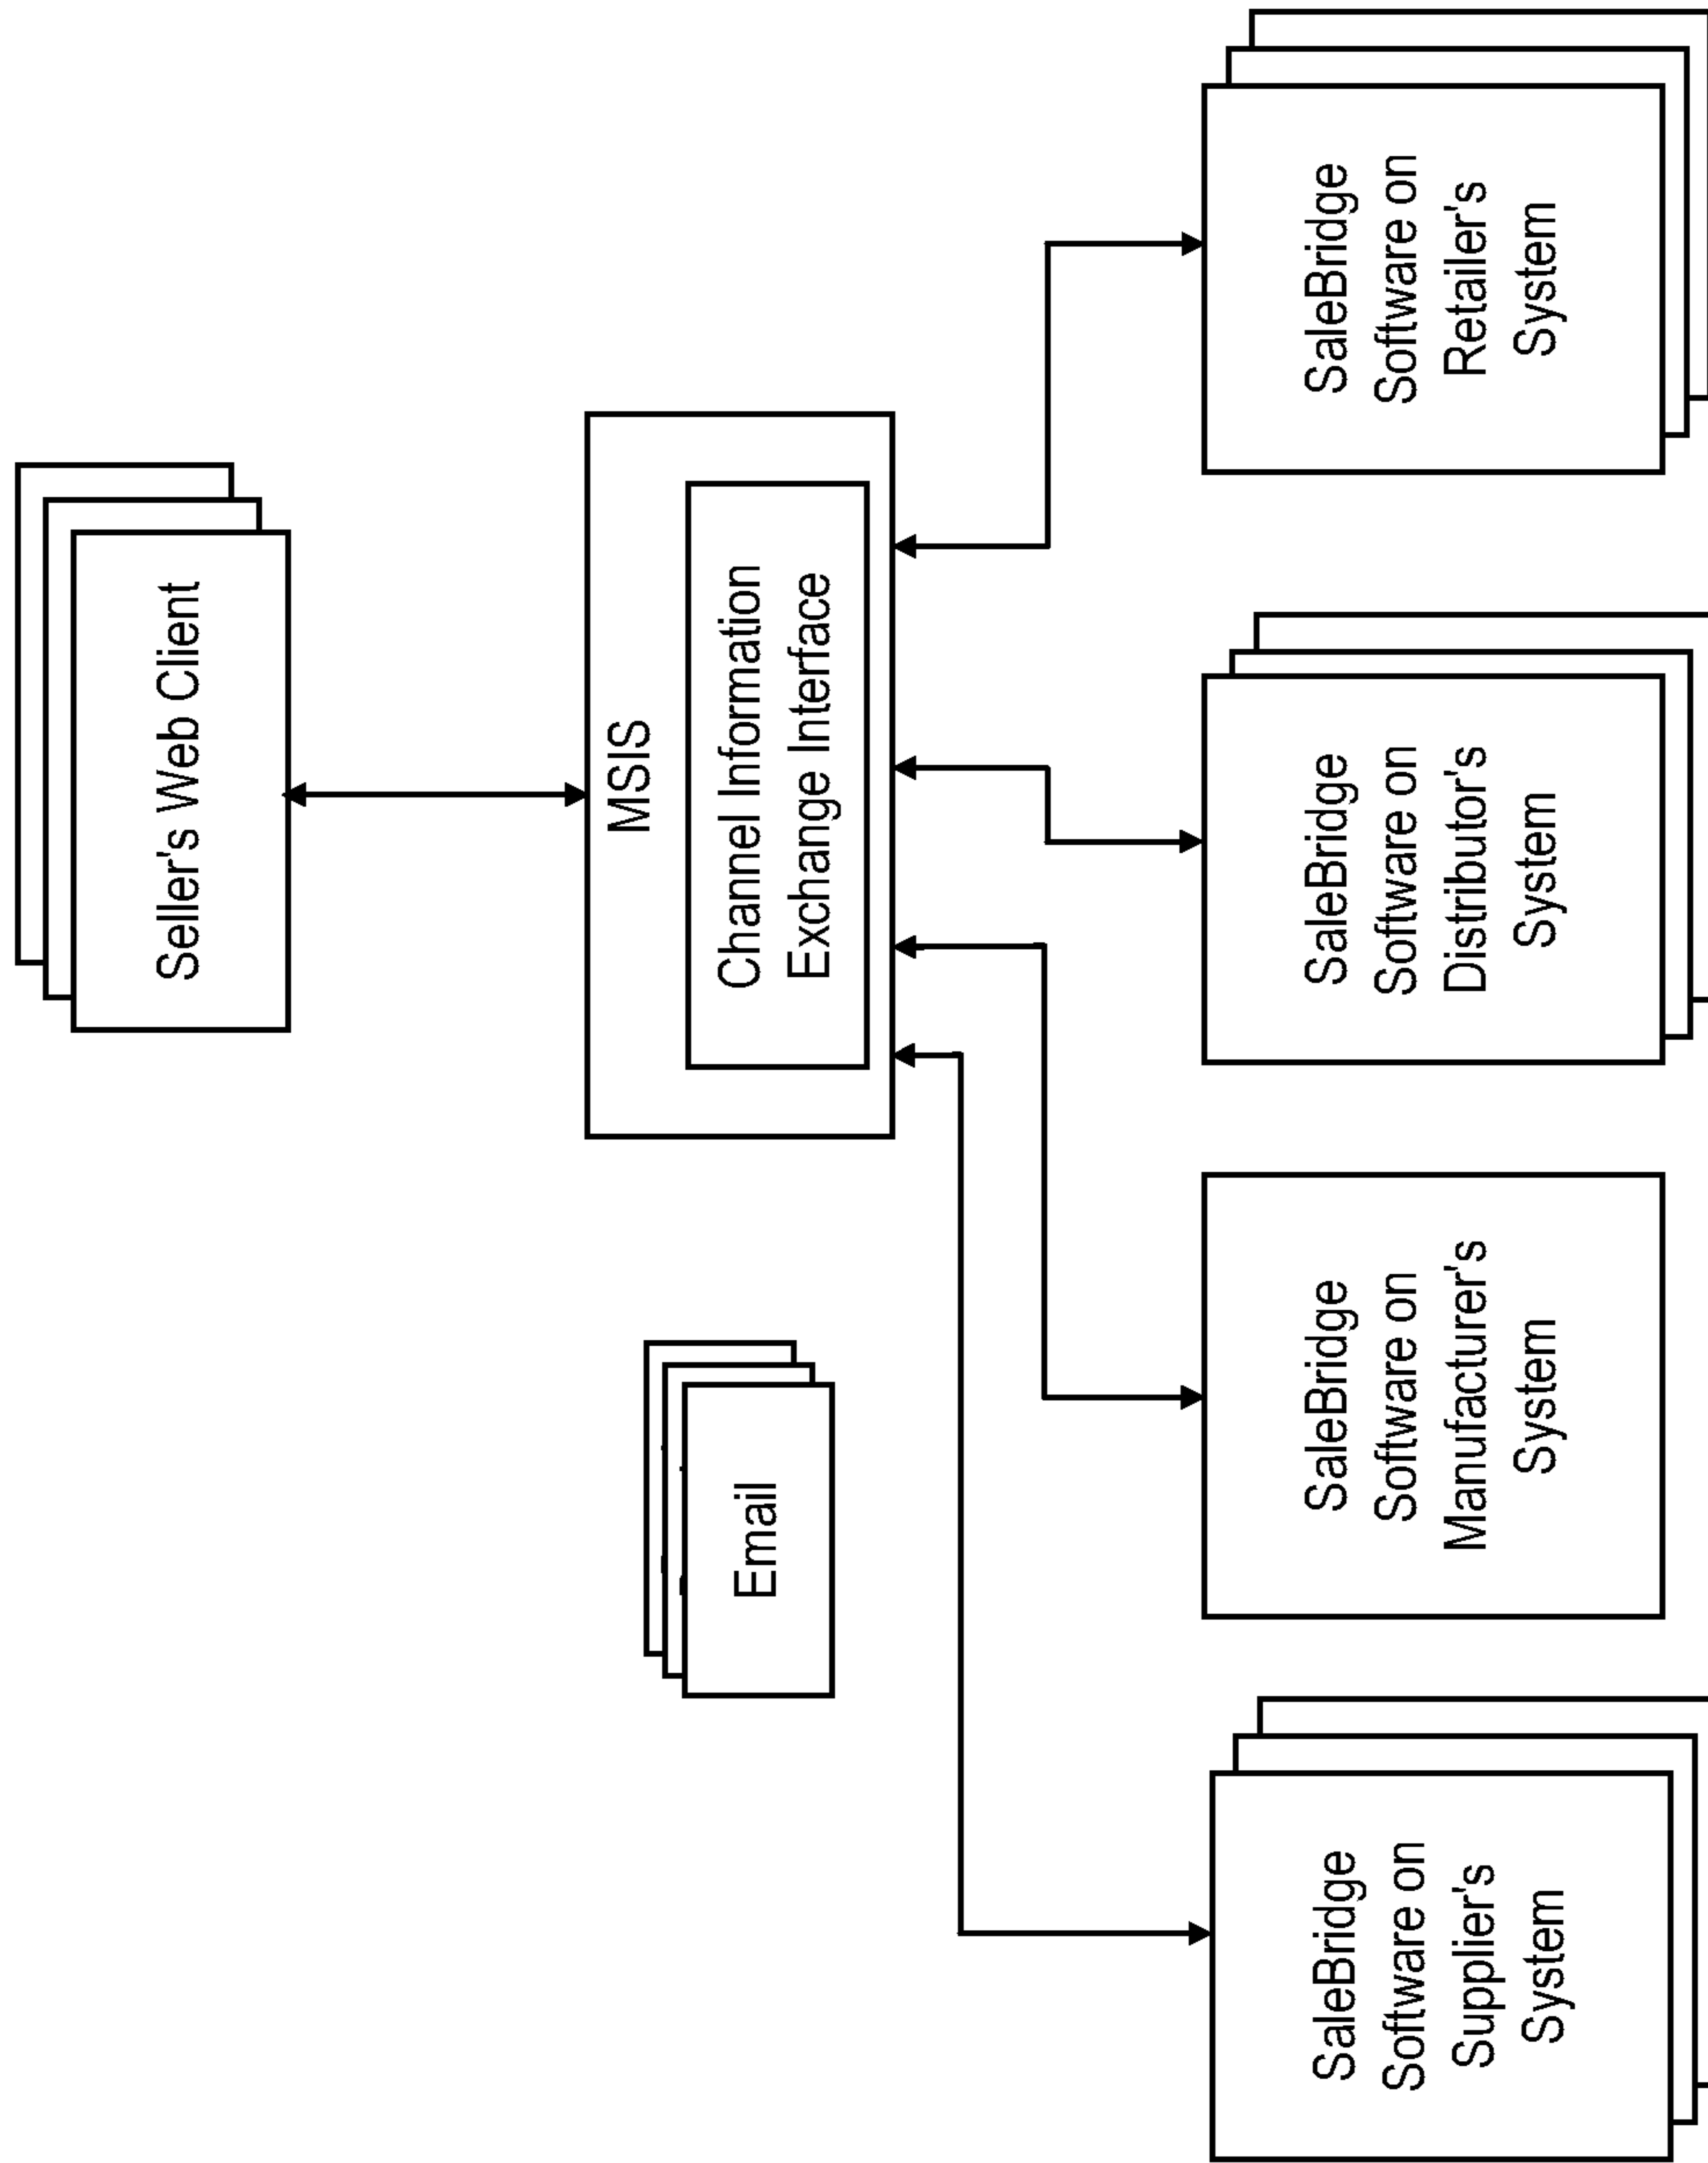 Seller's Web Client
MSIS
Channel Information
Exchange Interface
Email
SaleBridge
Software on
Supplier's
System
SaleBridge
Software on
Manufacturer's
System
SaleBridge
Software on
Distributor's
System
SaleBridge
Software on
Retailer's
System